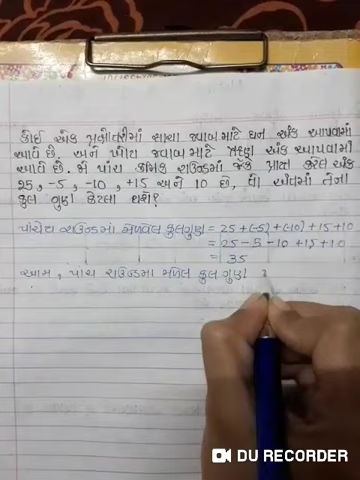 કોઈ એક પ્રશ્નોત્તરીમાં સાચા જવાબ માટે ધન અંક આપવામાં
આવે છે. અને ખોટા જવાબ માટે ઋણ અંક આપવામાં
આવે છે. જો પાંચ ક્રમિક રાઉન્ડમાં જેકે પ્રાપ્ત કરેલ અંક
25, -5, -10, +15 અને 10 હો, તો અંતમાં તેના
કુલ ગુણ કેટલા થશે?
પાંચેય રાઉન્ડમાં મેળવેલ કુલગુણ = 25 + (-5) + (-10) + 15 + 10
= 25 - 5 - 10 + 15 + 10
= 35
આમ, પાંચ રાઉન્ડમાં મળેલ કુલ ગુણ
DU RECORDER